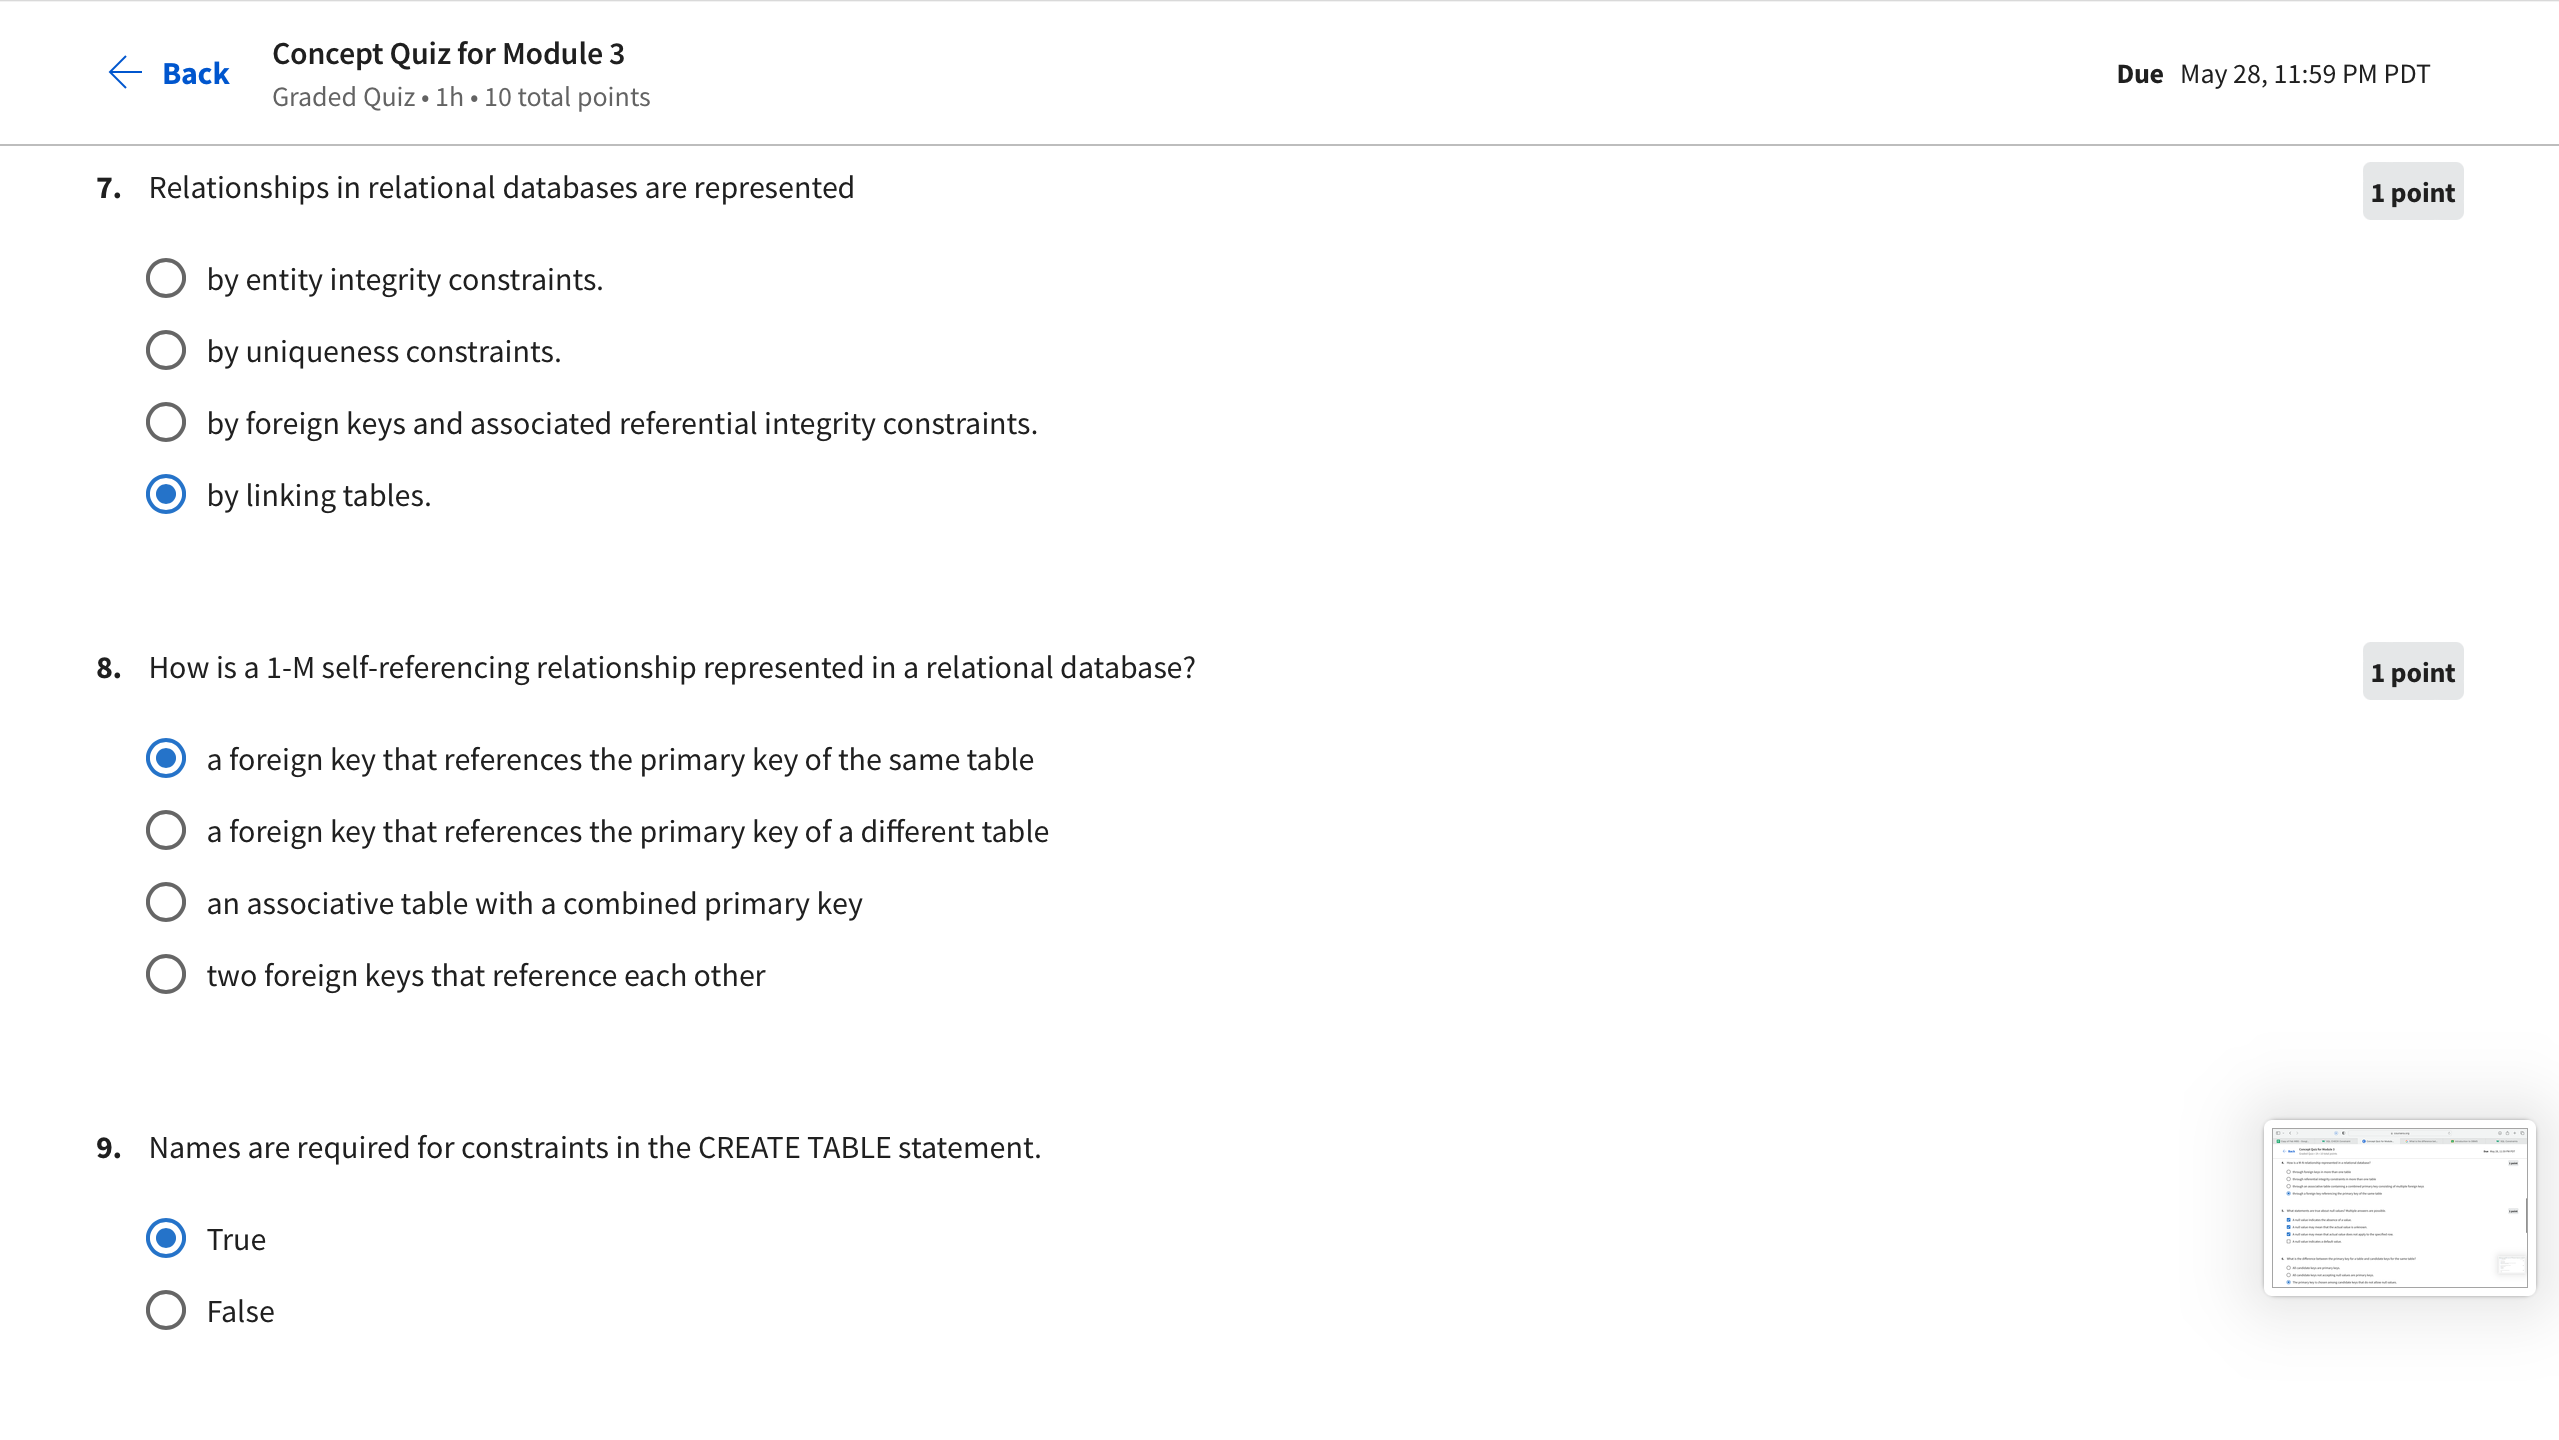 Back
Concept Quiz for Module 3
Graded Quiz • 1h • 10 total points
Due May 28, 11:59 PM PDT
7. Relationships in relational databases are represented
1 point
by entity integrity constraints.
by uniqueness constraints.
by foreign keys and associated referential integrity constraints.
by linking tables.
8. How is a 1-M self-referencing relationship represented in a relational database?
1 point
a foreign key that references the primary key of the same table
a foreign key that references the primary key of a different table
an associative table with a combined primary key
two foreign keys that reference each other
9. Names are required for constraints in the CREATE TABLE statement.
True
False